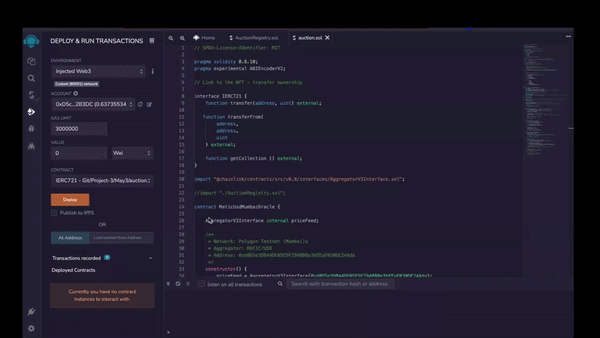 DEPLOY & RUN TRANSACTIONS
ENVIRONMENT
Injected Web3
Custom (80001) network
ACCOUNT
0xD5c...2B3DC (0.63735534
GAS LIMIT
3000000
VALUE
0 Wei
CONTRACT
IERC721 - Git/Project-3/May3/auction
Deploy
Publish to IPFS
OR
At Address Load contract from Address
Transactions recorded
Deployed Contracts
Currently you have no contract
instances to interact with
Home AuctionRegistry.sol auction.sol
1 // SPDX-License-Identifier: MIT
2
3 pragma solidity 0.8.10;
4 pragma experimental ABIEncoderV2;
5
6 // Link to the NFT - transfer ownership
7
8 interface IERC721 {
9 function transfer(address, uint) external;
10
11 function transferFrom(
12 address,
13 address,
14 uint
15 ) external;
16
17 function getCollection () external;
18 }
19
20 import "@chainlink/contracts/src/v0.8/interfaces/AggregatorV3Interface.sol";
21
22 //import "./AuctionRegistry.sol";
23
24 contract MaticUsdMumbaiOracle {
25
26 AggregatorV3Interface internal priceFeed;
27
28 /**
29 * Network: Polygon Testnet (Mumbai)
30 * Aggregator: MATIC/USD
31 * Address:
32 */
33 constructor() {
listen on all transactions Search with transaction hash or address
>